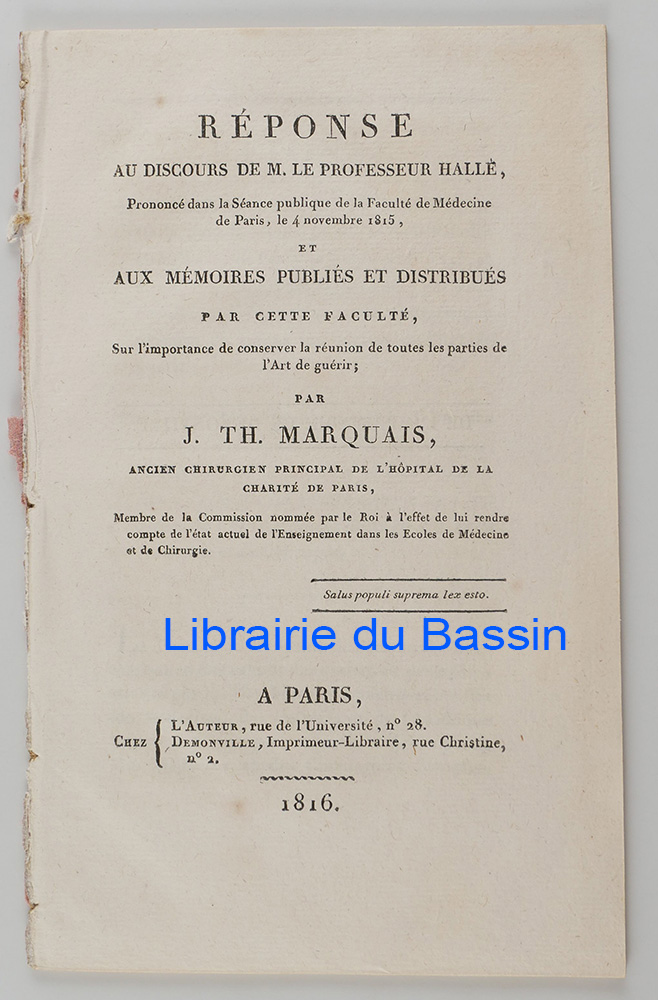 RÉPONSE
AU DISCOURS DE M. LE PROFESSEUR HALLÉ,
Prononcé dans la Séance publique de la Faculté de Médecine
de Paris, le 4 novembre 1815,
ET
AUX MÉMOIRES PUBLIÉS ET DISTRIBUÉS
PAR CETTE FACULTÉ,
Sur l'importance de conserver la réunion de toutes les parties de
l'Art de guérir;
PAR
J. TH. MARQUAIS,
ANCIEN CHIRURGIEN PRINCIPAL DE L'HÔPITAL DE LA
CHARITÉ DE PARIS,
Membre de la Commission nommée par le Roi à l'effet de lui rendre
compte de l'état actuel de l'Enseignement dans les Ecoles de Médecine
et de Chirurgie.
Salus populi suprema lex esto.
Librairie du Bassin
A PARIS,
CHEZ { L'AUTEUR, rue de l'Université, n° 28.
DEMONVILLE, Imprimeur-Libraire, rue Christine,
n° 2.
1816.